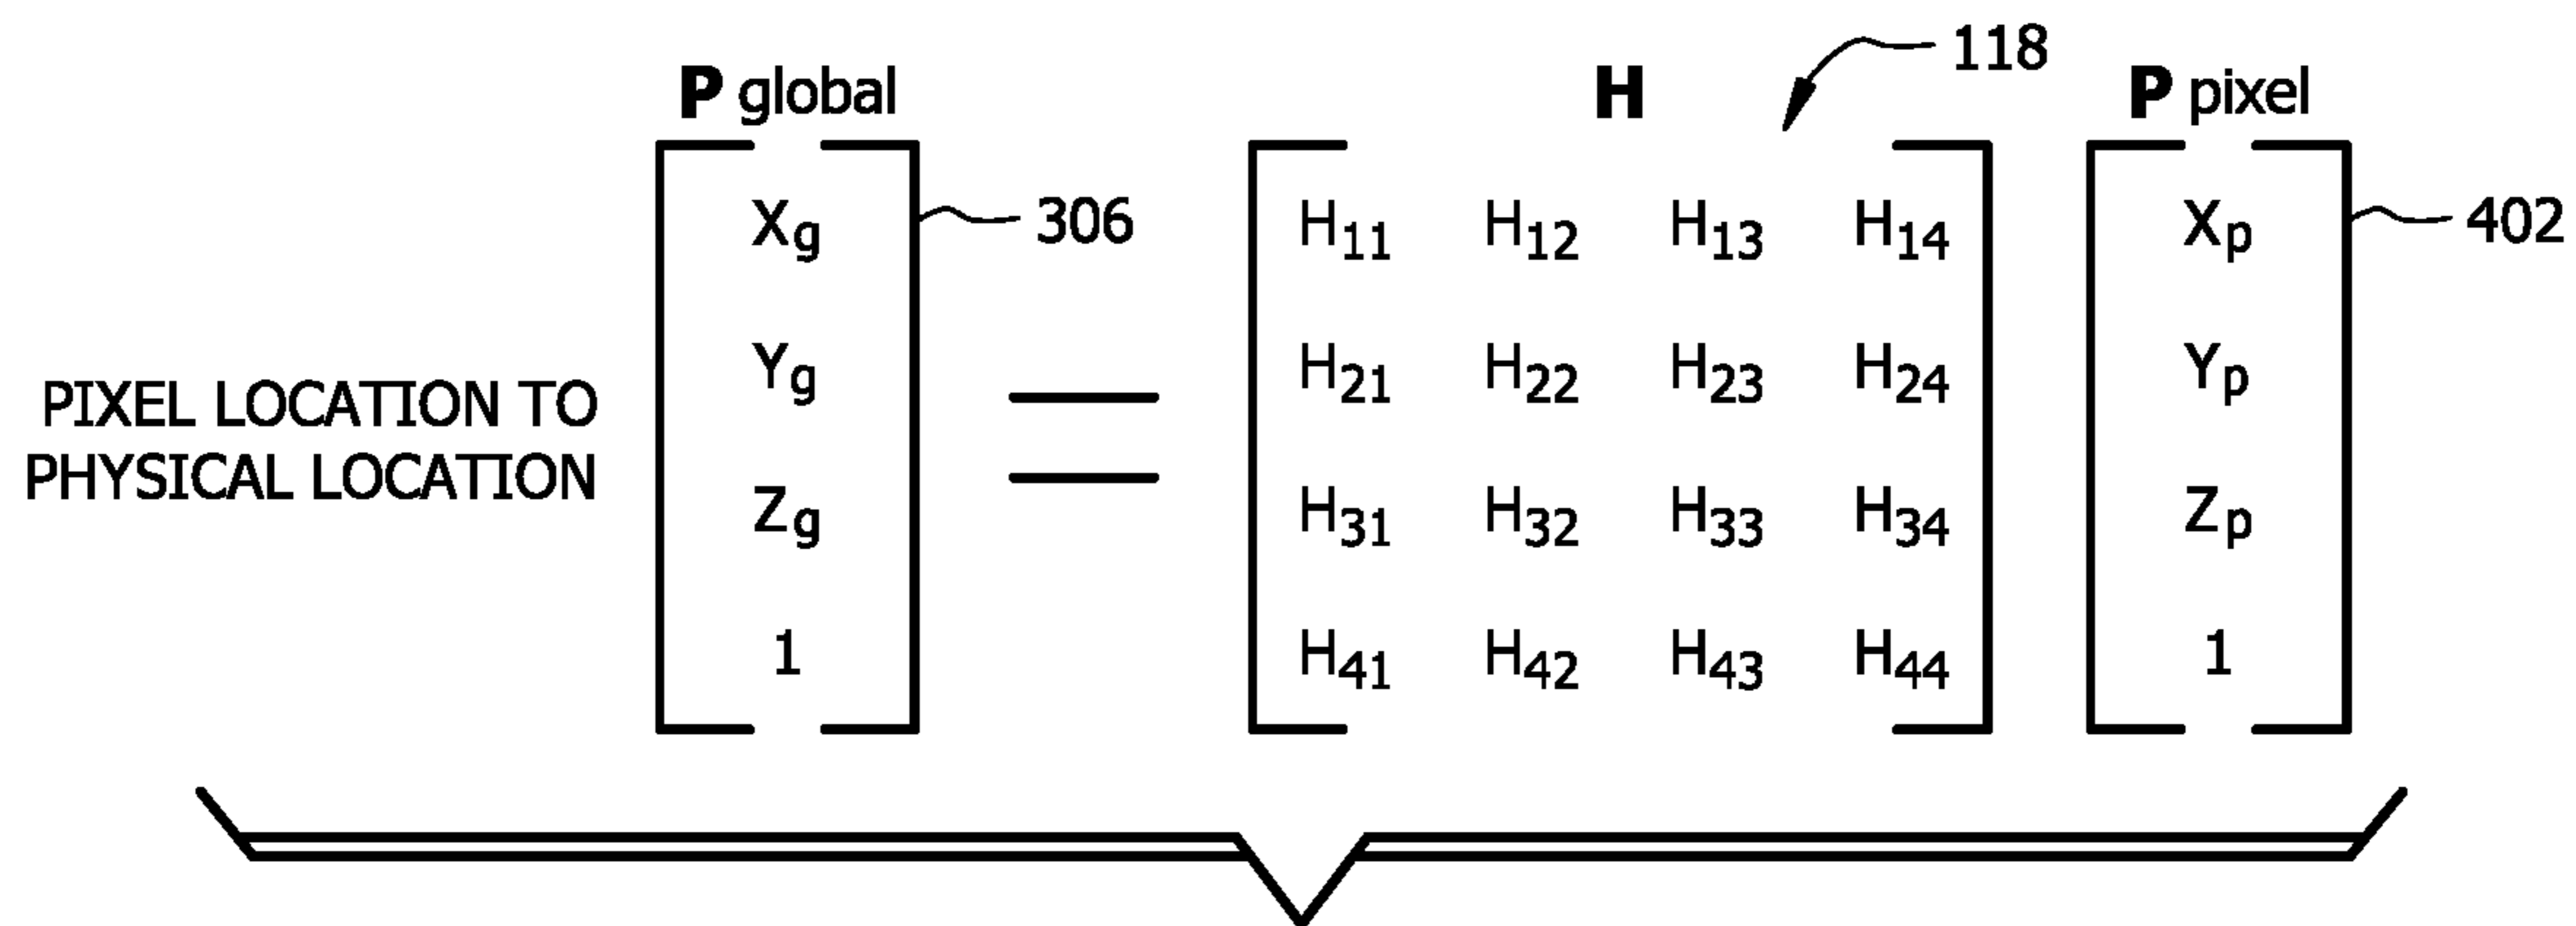 P global H 118 P pixel
Xg 306 H11 H12 H13 H14 Xp 402
Yg H21 H22 H23 H24 Yp
PIXEL LOCATION TO
PHYSICAL LOCATION
=
Zg H31 H32 H33 H34 Zp
1 H41 H42 H43 H44 1